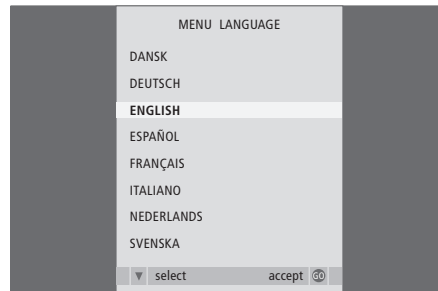 MENU LANGUAGE
DANSK
DEUTSCH
ENGLISH
ESPAÑOL
FRANÇAIS
ITALIANO
NEDERLANDS
SVENSKA
▼ select accept GO